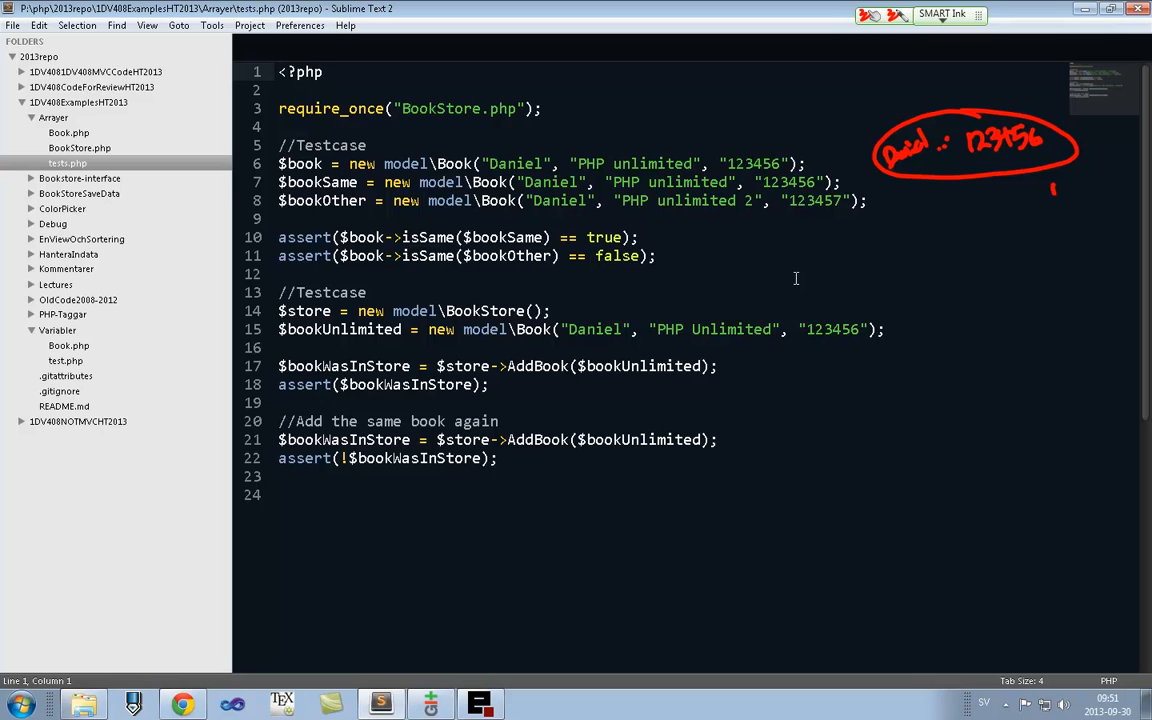 P:\php\2013repo\1DV408ExamplesHT2013\Arrayer\tests.php (2013repo) - Sublime Text 2
SMART Ink
File Edit Selection Find View Goto Tools Project Preferences Help
FOLDERS
2013repo
1DV4081DV408MVCCodeHT2013
1DV408CodeForReviewHT2013
1DV408ExamplesHT2013
Arrayer
Book.php
BookStore.php
tests.php
Bookstore-interface
BookStoreSaveData
ColorPicker
Debug
EnViewOchSortering
HanteraIndata
Kommentarer
Lectures
OldCode2008-2012
PHP-Taggar
Variabler
Book.php
test.php
.gitattributes
.gitignore
README.md
1DV408NOTMVCHT2013
1 <?php
2
3 require_once("BookStore.php");
4
5 //Testcase
6 $book = new model\Book("Daniel", "PHP unlimited", "123456");
7 $bookSame = new model\Book("Daniel", "PHP unlimited", "123456");
8 $bookOther = new model\Book("Daniel", "PHP unlimited 2", "123457");
9
10 assert($book->isSame($bookSame) == true);
11 assert($book->isSame($bookOther) == false);
12
13 //Testcase
14 $store = new model\BookStore();
15 $bookUnlimited = new model\Book("Daniel", "PHP Unlimited", "123456");
16
17 $bookWasInStore = $store->AddBook($bookUnlimited);
18 assert($bookWasInStore);
19
20 //Add the same book again
21 $bookWasInStore = $store->AddBook($bookUnlimited);
22 assert(!$bookWasInStore);
23
24
Daniel .: 123456
Line 1, Column 1
Tab Size: 4 PHP
TEX
SV
09:51
2013-09-30